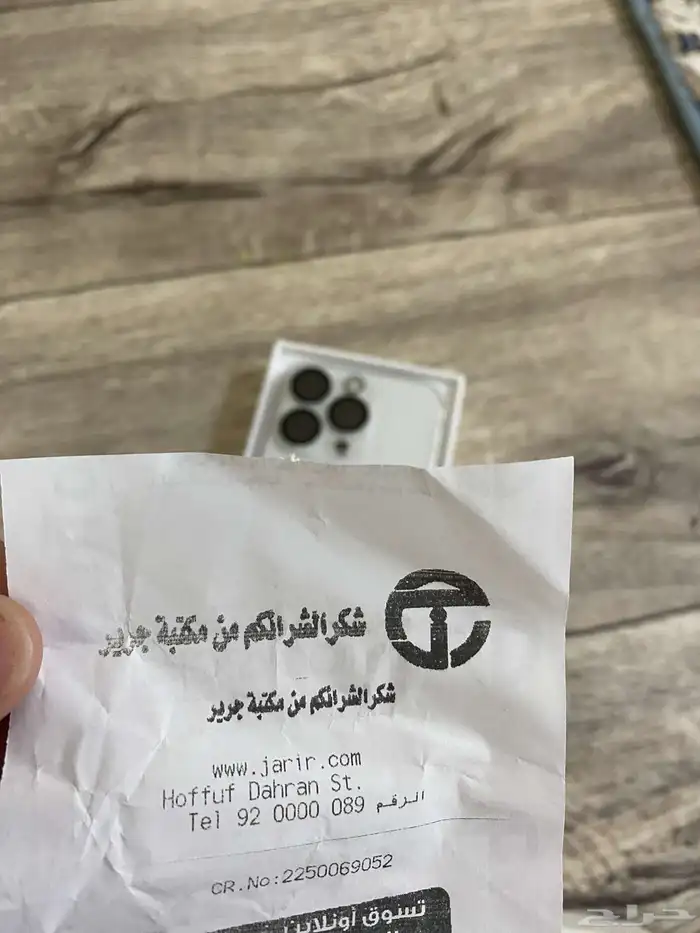 شكرا لشرائكم من مكتبة جرير
شكرا لشرائكم من مكتبة جرير
www.jarir.com
Hoffuf Dahran St.
Tel 92 0000 089 الرقم
CR.No:2250069052
تسوق أونلاين
حراج